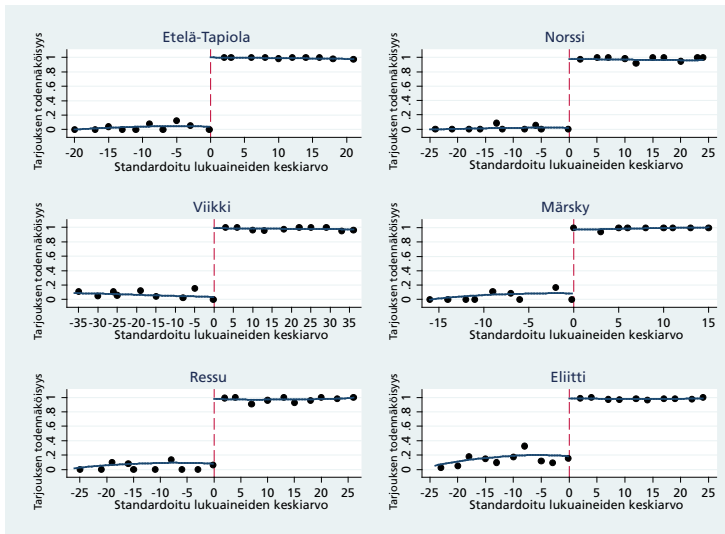 Etelä-Tapiola
Tarjouksen todennäköisyys
0 .2 .4 .6 .8 1
-20 -15 -10 -5 0 5 10 15 20
Standardoitu lukuaineiden keskiarvo
Norssi
Tarjouksen todennäköisyys
0 .2 .4 .6 .8 1
-25 -20 -15 -10 -5 0 5 10 15 20 25
Standardoitu lukuaineiden keskiarvo
Viikki
Tarjouksen todennäköisyys
0 .2 .4 .6 .8 1
-35 -30 -25 -20 -15 -10 -5 0 5 10 15 20 25 30 35
Standardoitu lukuaineiden keskiarvo
Märsky
Tarjouksen todennäköisyys
0 .2 .4 .6 .8 1
-15 -10 -5 0 5 10 15
Standardoitu lukuaineiden keskiarvo
Ressu
Tarjouksen todennäköisyys
0 .2 .4 .6 .8 1
-25 -20 -15 -10 -5 0 5 10 15 20 25
Standardoitu lukuaineiden keskiarvo
Eliitti
Tarjouksen todennäköisyys
0 .2 .4 .6 .8 1
-25 -20 -15 -10 -5 0 5 10 15 20 25
Standardoitu lukuaineiden keskiarvo